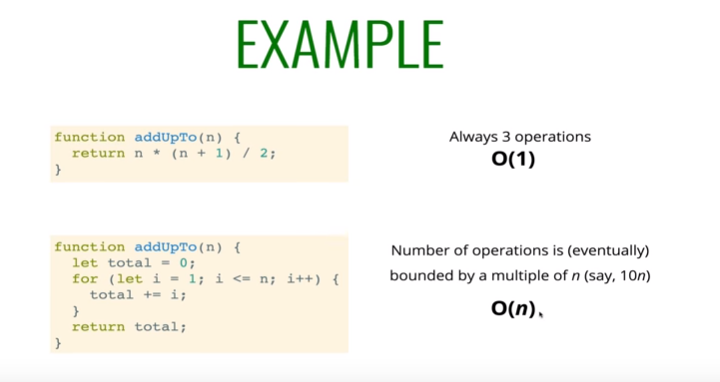 EXAMPLE
function addUpTo(n) {
  return n * (n + 1) / 2;
}
Always 3 operations
O(1)
function addUpTo(n) {
  let total = 0;
  for (let i = 1; i <= n; i++) {
    total += i;
  }
  return total;
}
Number of operations is (eventually)
bounded by a multiple of n (say, 10n)
O(n)